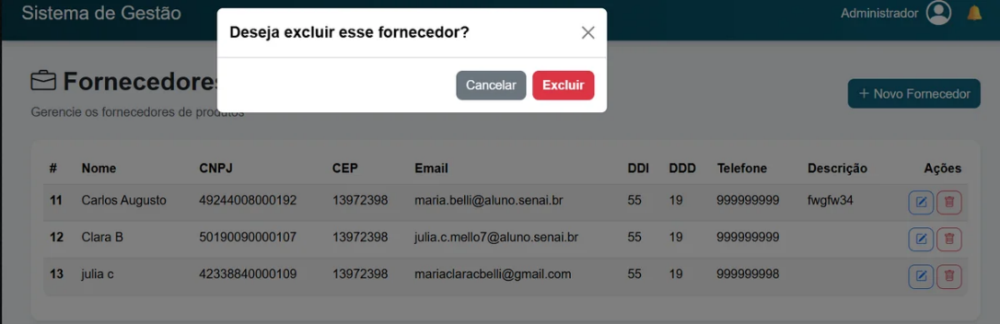 Sistema de Gestão
Administrador
Deseja excluir esse fornecedor?
Cancelar Excluir
Fornecedores
+ Novo Fornecedor
Gerencie os fornecedores de produtos
# Nome CNPJ CEP Email DDI DDD Telefone Descrição Ações
11 Carlos Augusto 49244008000192 13972398 maria.belli@aluno.senai.br 55 19 999999999 fwgfw34
12 Clara B 50190090000107 13972398 julia.c.mello7@aluno.senai.br 55 19 999999999
13 julia c 42338840000109 13972398 mariaclaracbelli@gmail.com 55 19 999999998